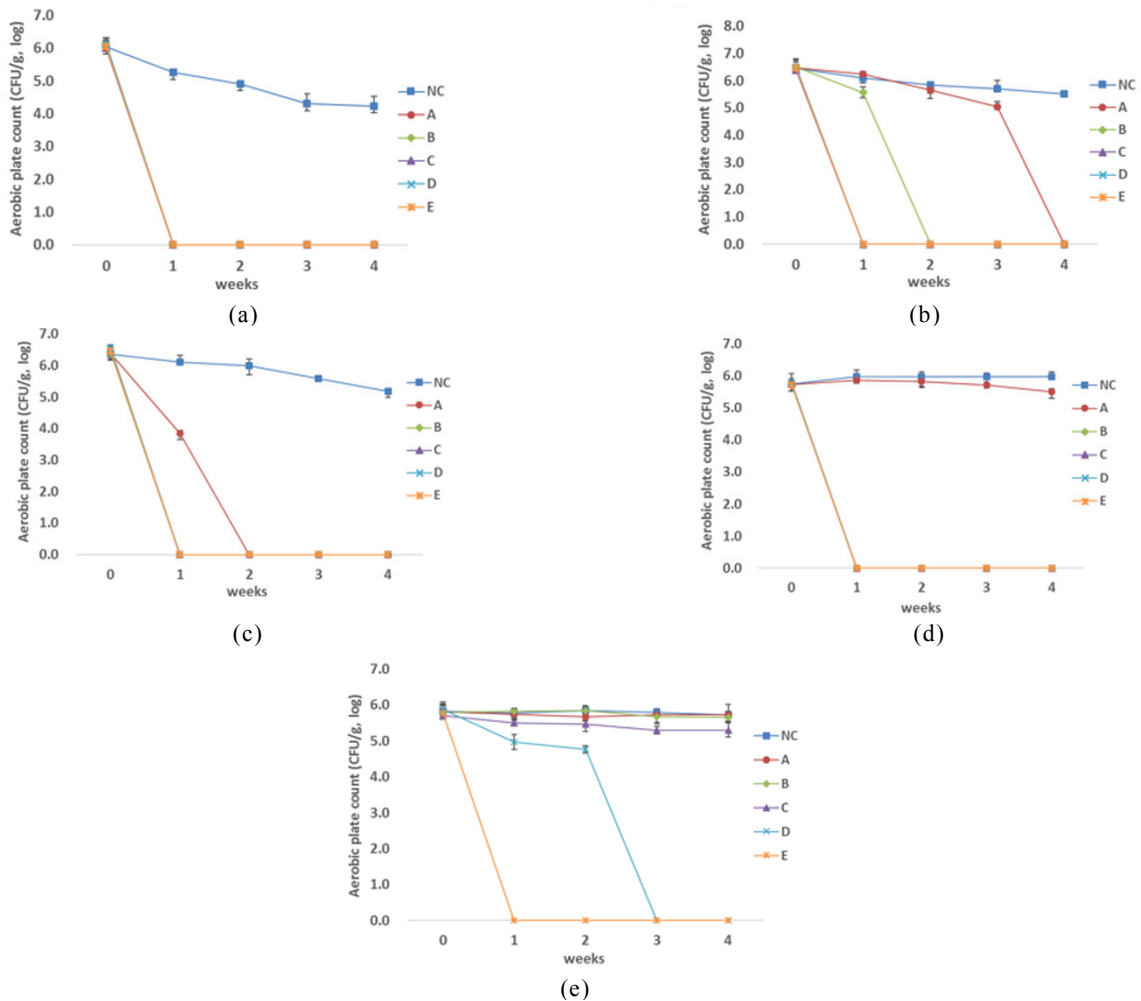 Aerobic plate count (CFU/g, log)
7.0
6.0
5.0
4.0
3.0
2.0
1.0
0.0
0 1 2 3 4
weeks
NC
A
B
C
D
E
(a)
Aerobic plate count (CFU/g, log)
8.0
7.0
6.0
5.0
4.0
3.0
2.0
1.0
0.0
0 1 2 3 4
weeks
NC
A
B
C
D
E
(b)
Aerobic plate count (CFU/g, log)
7.0
6.0
5.0
4.0
3.0
2.0
1.0
0.0
0 1 2 3 4
weeks
NC
A
B
C
D
E
(c)
Aerobic plate count (CFU/g, log)
7.0
6.0
5.0
4.0
3.0
2.0
1.0
0.0
0 1 2 3 4
weeks
NC
A
B
C
D
E
(d)
Aerobic plate count (CFU/g, log)
7.0
6.0
5.0
4.0
3.0
2.0
1.0
0.0
0 1 2 3 4
weeks
NC
A
B
C
D
E
(e)